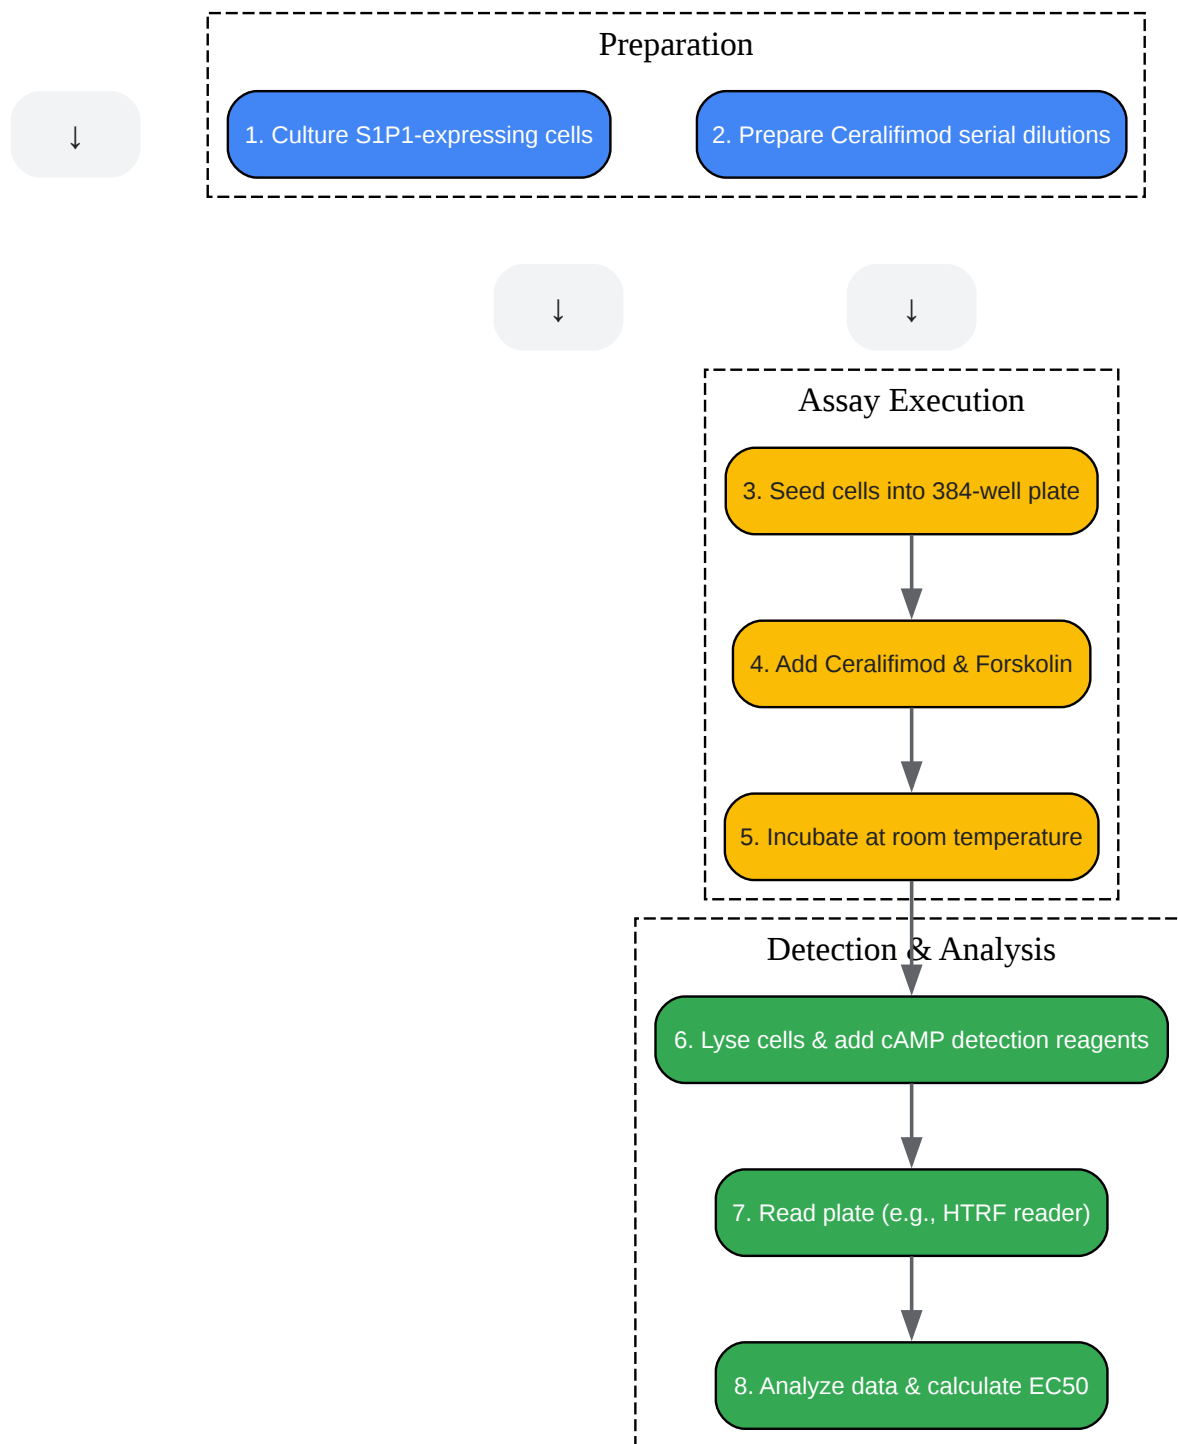 Preparation
↓
1. Culture S1P1-expressing cells
2. Prepare Ceralifimod serial dilutions
↓
↓
Assay Execution
3. Seed cells into 384-well plate
4. Add Ceralifimod & Forskolin
5. Incubate at room temperature
Detection & Analysis
6. Lyse cells & add cAMP detection reagents
7. Read plate (e.g., HTRF reader)
8. Analyze data & calculate EC50